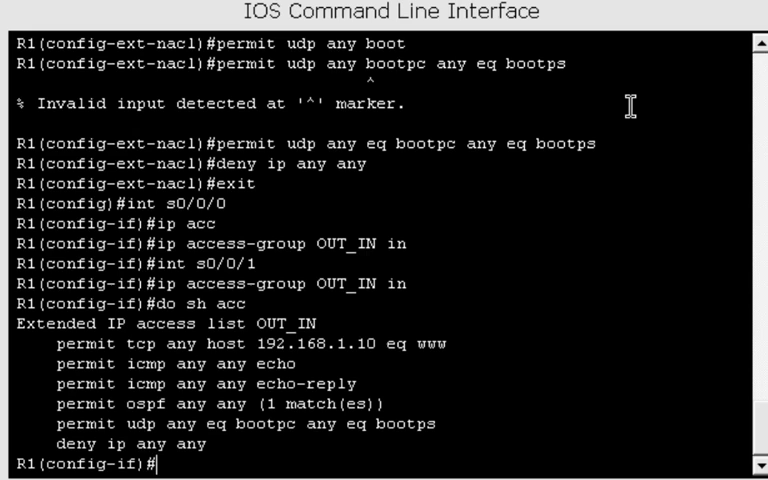 IOS Command Line Interface
R1(config-ext-nacl)#permit udp any boot
R1(config-ext-nacl)#permit udp any bootpc any eq bootps
^
% Invalid input detected at '^' marker.
R1(config-ext-nacl)#permit udp any eq bootpc any eq bootps
R1(config-ext-nacl)#deny ip any any
R1(config-ext-nacl)#exit
R1(config)#int s0/0/0
R1(config-if)#ip acc
R1(config-if)#ip access-group OUT_IN in
R1(config-if)#int s0/0/1
R1(config-if)#ip access-group OUT_IN in
R1(config-if)#do sh acc
Extended IP access list OUT_IN
permit tcp any host 192.168.1.10 eq www
permit icmp any any echo
permit icmp any any echo-reply
permit ospf any any (1 match(es))
permit udp any eq bootpc any eq bootps
deny ip any any
R1(config-if)#